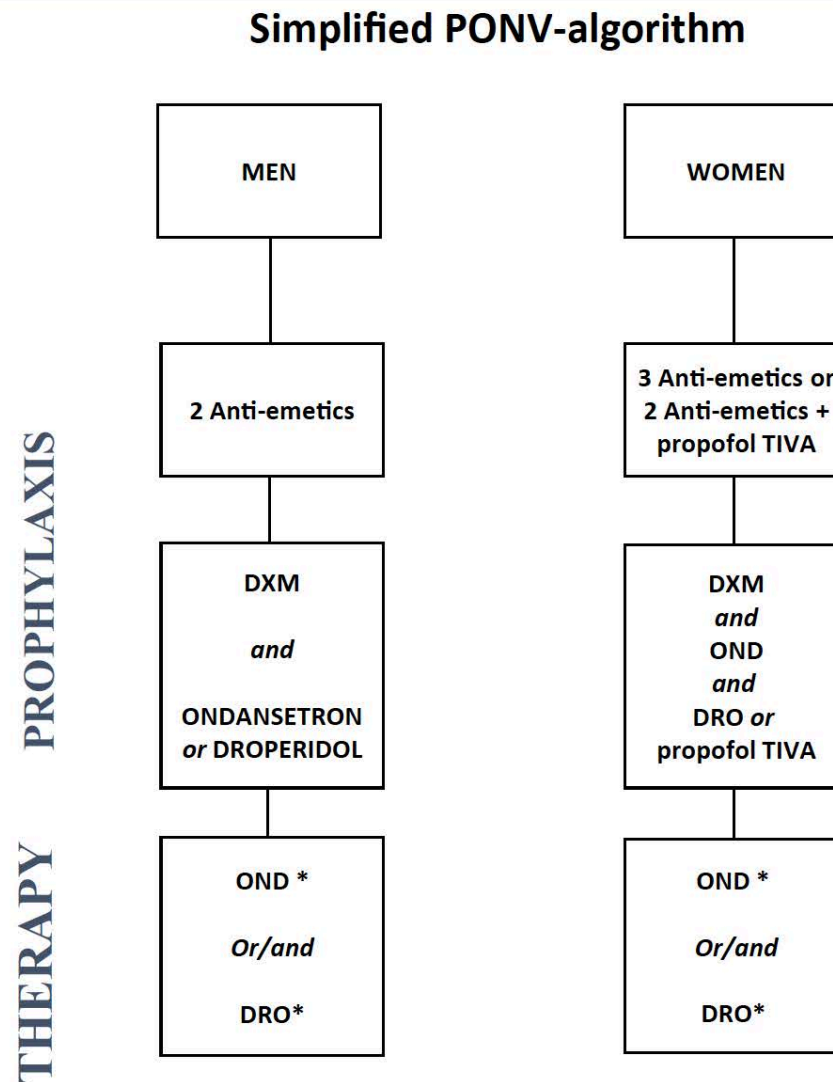 Simplified PONV-algorithm
MEN
WOMEN
PROPHYLAXIS
2 Anti-emetics
3 Anti-emetics or
2 Anti-emetics +
propofol TIVA
DXM
and
ONDANSETRON
or DROPERIDOL
DXM
and
OND
and
DRO or
propofol TIVA
THERAPY
OND *
Or/and
DRO*
OND *
Or/and
DRO*